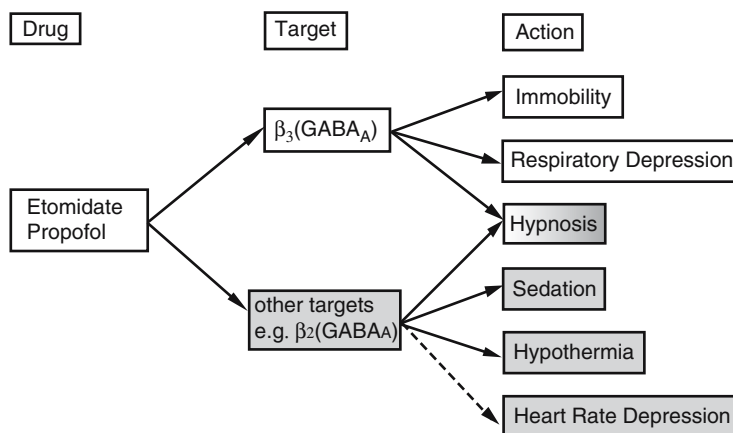 Drug
Target
Action
Etomidate
Propofol
β₃(GABA_A)
other targets
e.g. β₂(GABAA)
Immobility
Respiratory Depression
Hypnosis
Sedation
Hypothermia
Heart Rate Depression